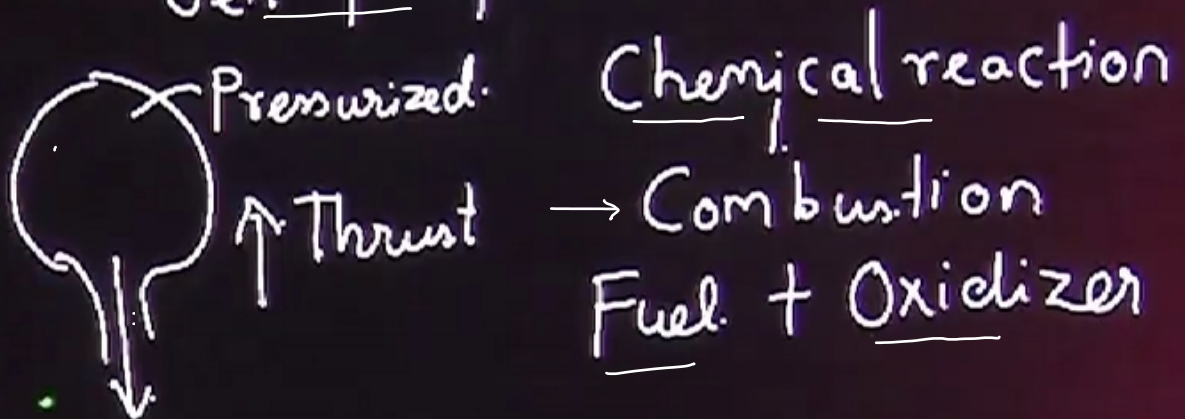 Pressurized.
↑ Thrust
Chemical reaction
→ Combustion
Fuel + Oxidizer